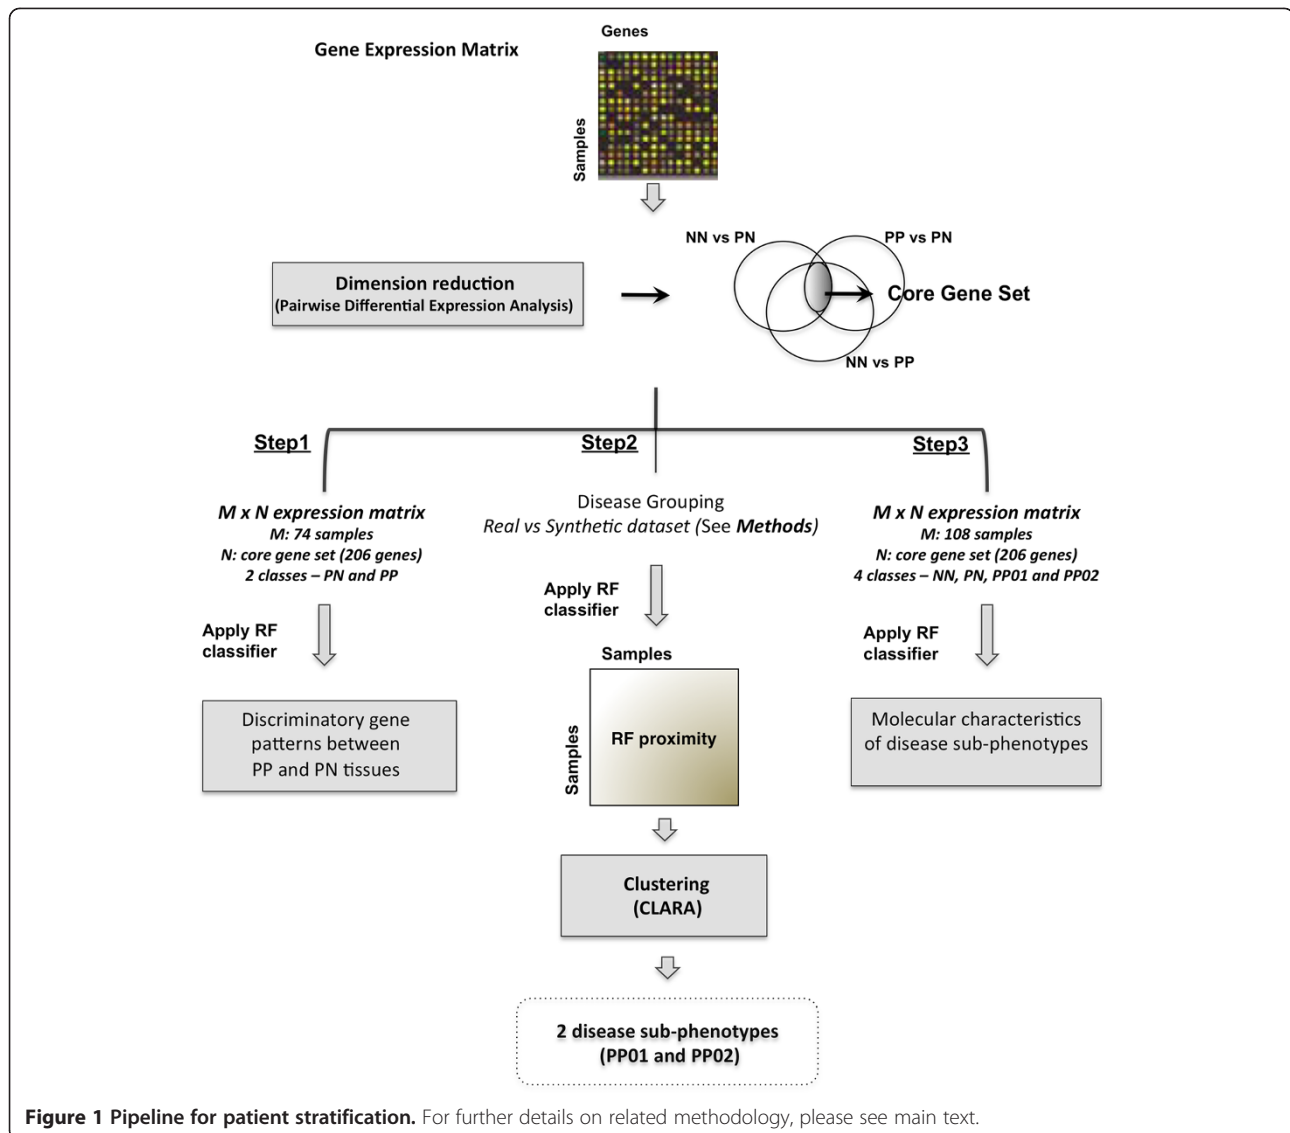 Gene Expression Matrix
Genes
Samples
Dimension reduction
(Pairwise Differential Expression Analysis)
NN vs PN
PP vs PN
Core Gene Set
NN vs PP
Step1
M x N expression matrix
M: 74 samples
N: core gene set (206 genes)
2 classes – PN and PP
Apply RF
classifier
Discriminatory gene
patterns between
PP and PN tissues
Step2
Disease Grouping
Real vs Synthetic dataset (See Methods)
Apply RF
classifier
Samples
Samples
RF proximity
Clustering
(CLARA)
2 disease sub-phenotypes
(PP01 and PP02)
Step3
M x N expression matrix
M: 108 samples
N: core gene set (206 genes)
4 classes – NN, PN, PP01 and PP02
Apply RF
classifier
Molecular characteristics
of disease sub-phenotypes
Figure 1 Pipeline for patient stratification. For further details on related methodology, please see main text.